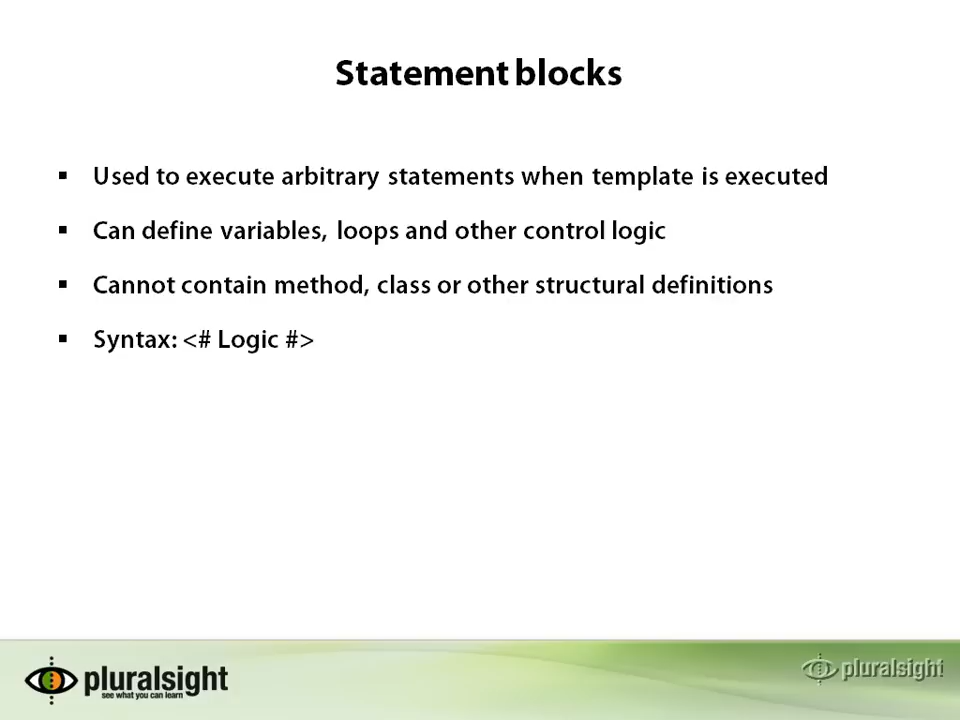 Statement blocks
▪ Used to execute arbitrary statements when template is executed
▪ Can define variables, loops and other control logic
▪ Cannot contain method, class or other structural definitions
▪ Syntax: <# Logic #>
pluralsight
see what you can learn
pluralsight